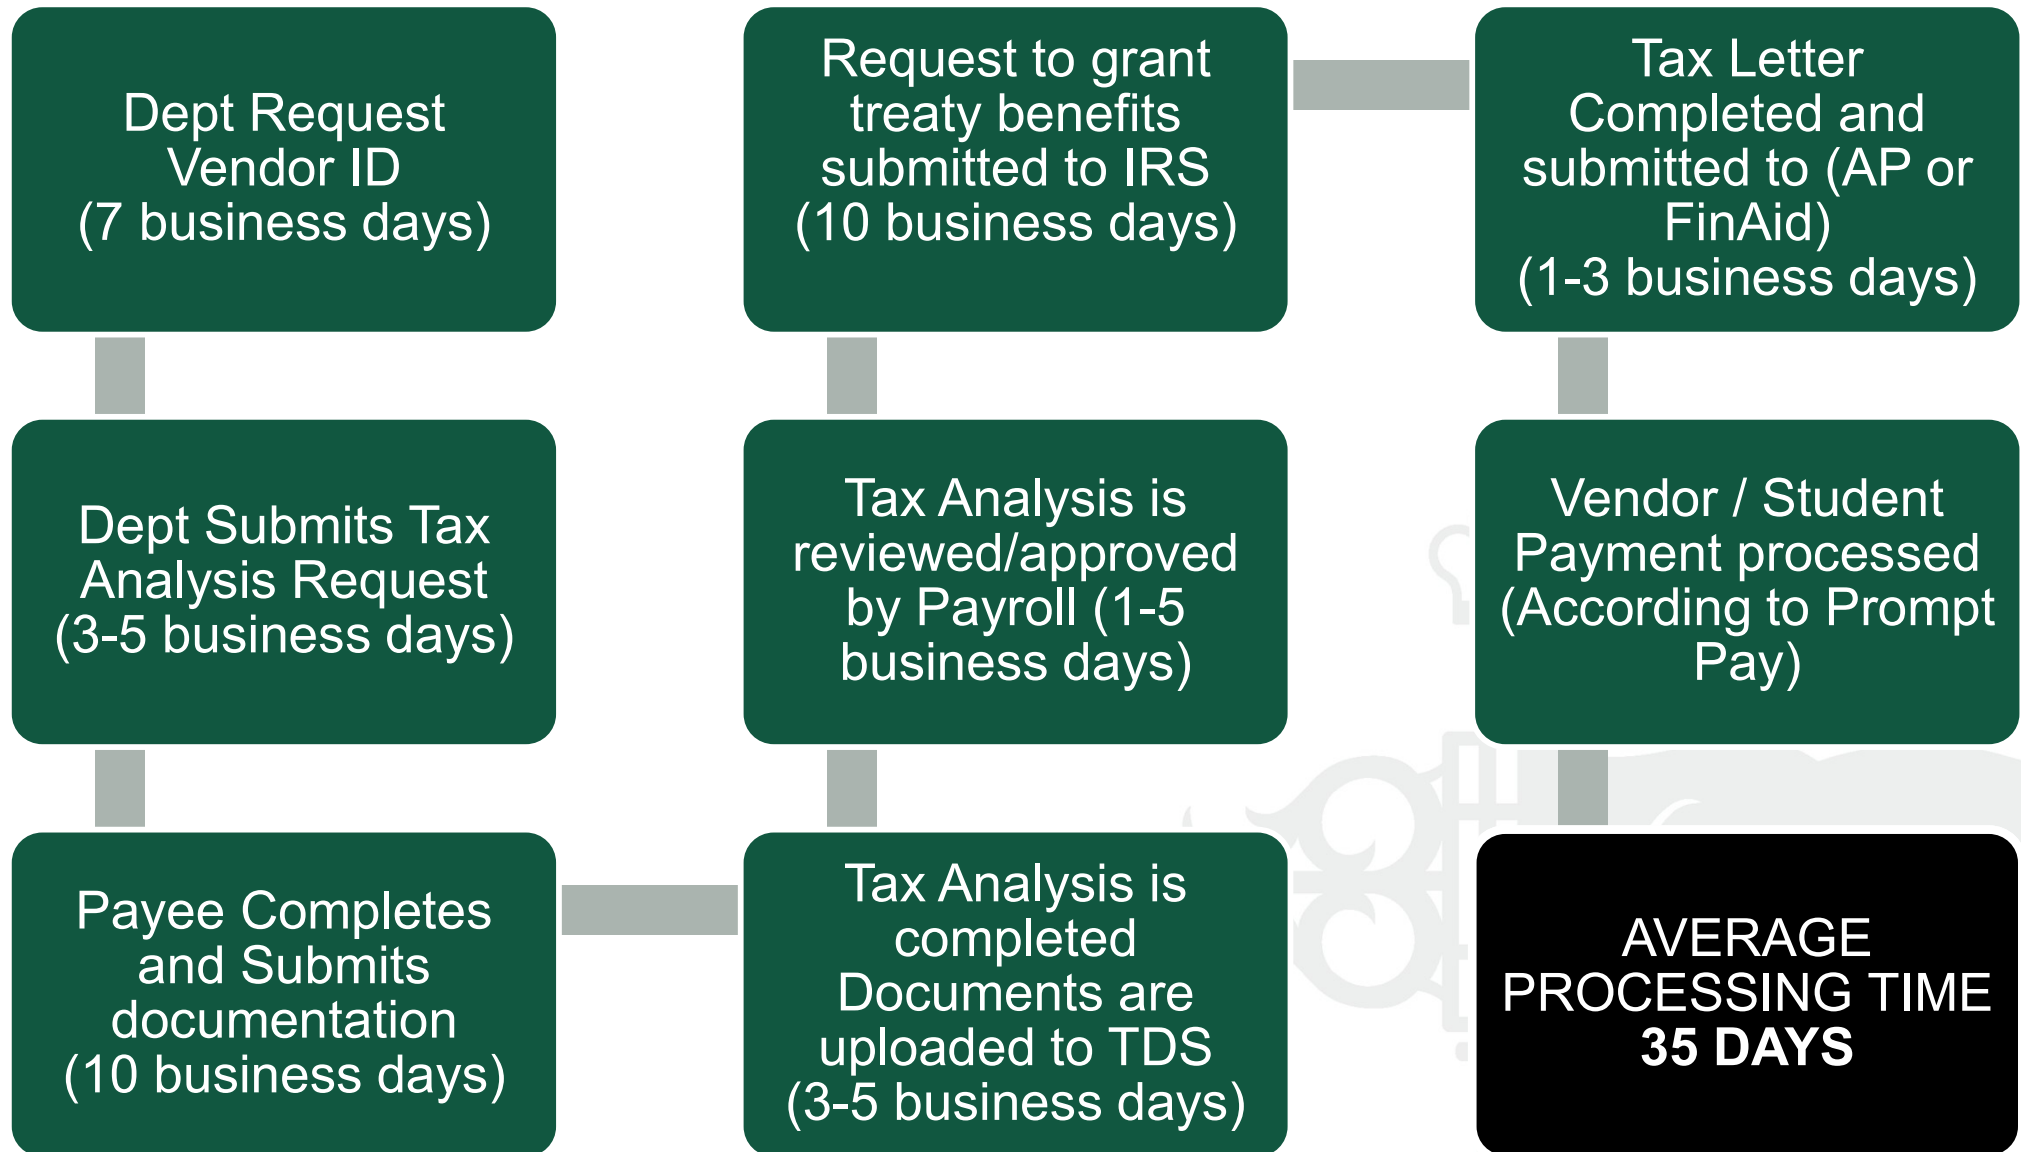 Dept Request
Vendor ID
(7 business days)
Dept Submits Tax
Analysis Request
(3-5 business days)
Payee Completes
and Submits
documentation
(10 business days)
Tax Analysis is
completed
Documents are
uploaded to TDS
(3-5 business days)
Tax Analysis is
reviewed/approved
by Payroll (1-5
business days)
Request to grant
treaty benefits
submitted to IRS
(10 business days)
Tax Letter
Completed and
submitted to (AP or
FinAid)
(1-3 business days)
Vendor / Student
Payment processed
(According to Prompt
Pay)
AVERAGE
PROCESSING TIME
35 DAYS